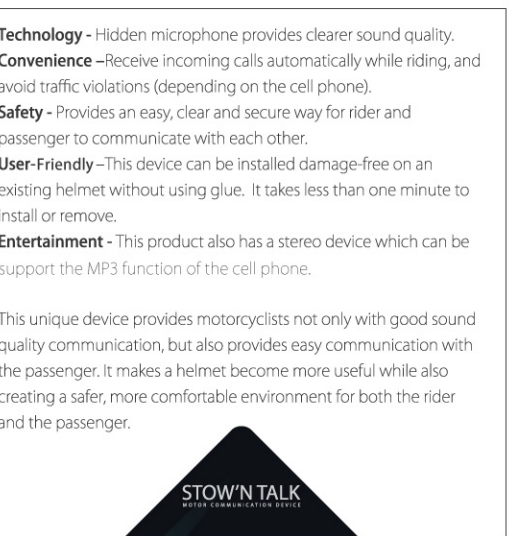 Technology - Hidden microphone provides clearer sound quality.
Convenience –Receive incoming calls automatically while riding, and
avoid traffic violations (depending on the cell phone).
Safety - Provides an easy, clear and secure way for rider and
passenger to communicate with each other.
User-Friendly –This device can be installed damage-free on an
existing helmet without using glue. It takes less than one minute to
install or remove.
Entertainment - This product also has a stereo device which can be
support the MP3 function of the cell phone.
This unique device provides motorcyclists not only with good sound
quality communication, but also provides easy communication with
the passenger. It makes a helmet become more useful while also
creating a safer, more comfortable environment for both the rider
and the passenger.
STOW'N TALK
MOTOR COMMUNICATION DEVICE